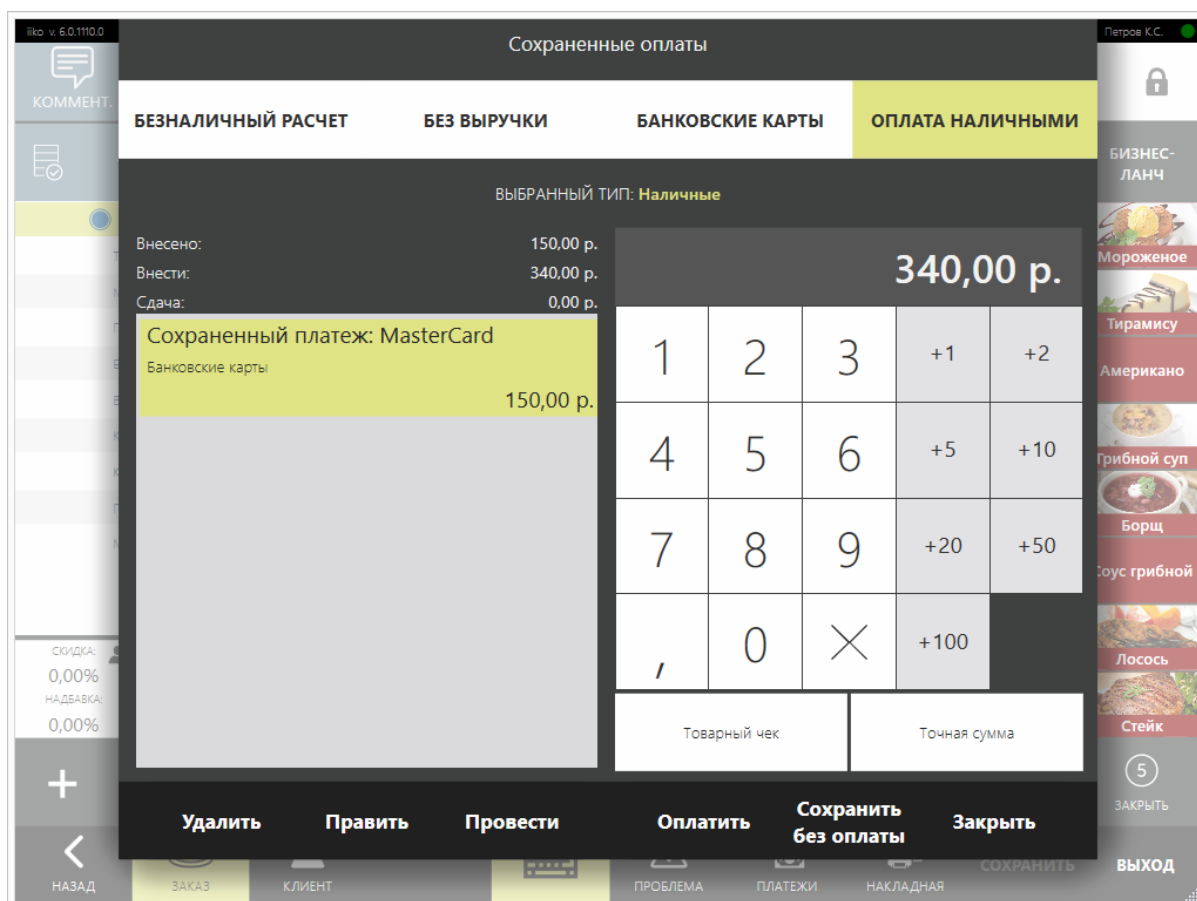 iiko v. 6.0.1110.0
Петров К.С.
Сохраненные оплаты
КОММЕНТ.
БЕЗНАЛИЧНЫЙ РАСЧЕТ
БЕЗ ВЫРУЧКИ
БАНКОВСКИЕ КАРТЫ
ОПЛАТА НАЛИЧНЫМИ
БИЗНЕС-
ЛАНЧ
ВЫБРАННЫЙ ТИП: Наличные
Внесено: 150,00 р.
Внести: 340,00 р.
Сдача: 0,00 р.
340,00 р.
Сохраненный платеж: MasterCard
Банковские карты
150,00 р.
1 2 3 +1 +2
4 5 6 +5 +10
7 8 9 +20 +50
, 0 × +100
Товарный чек
Точная сумма
Мороженое
Тирамису
Американо
Грибной суп
Борщ
Соус грибной
Лосось
Стейк
СКИДКА:
0,00%
НАДБАВКА:
0,00%
5
ЗАКРЫТЬ
Удалить
Править
Провести
Оплатить
Сохранить
без оплаты
Закрыть
НАЗАД
ЗАКАЗ
КЛИЕНТ
ПРОБЛЕМА
ПЛАТЕЖИ
НАКЛАДНАЯ
СОХРАНИТЬ
ВЫХОД